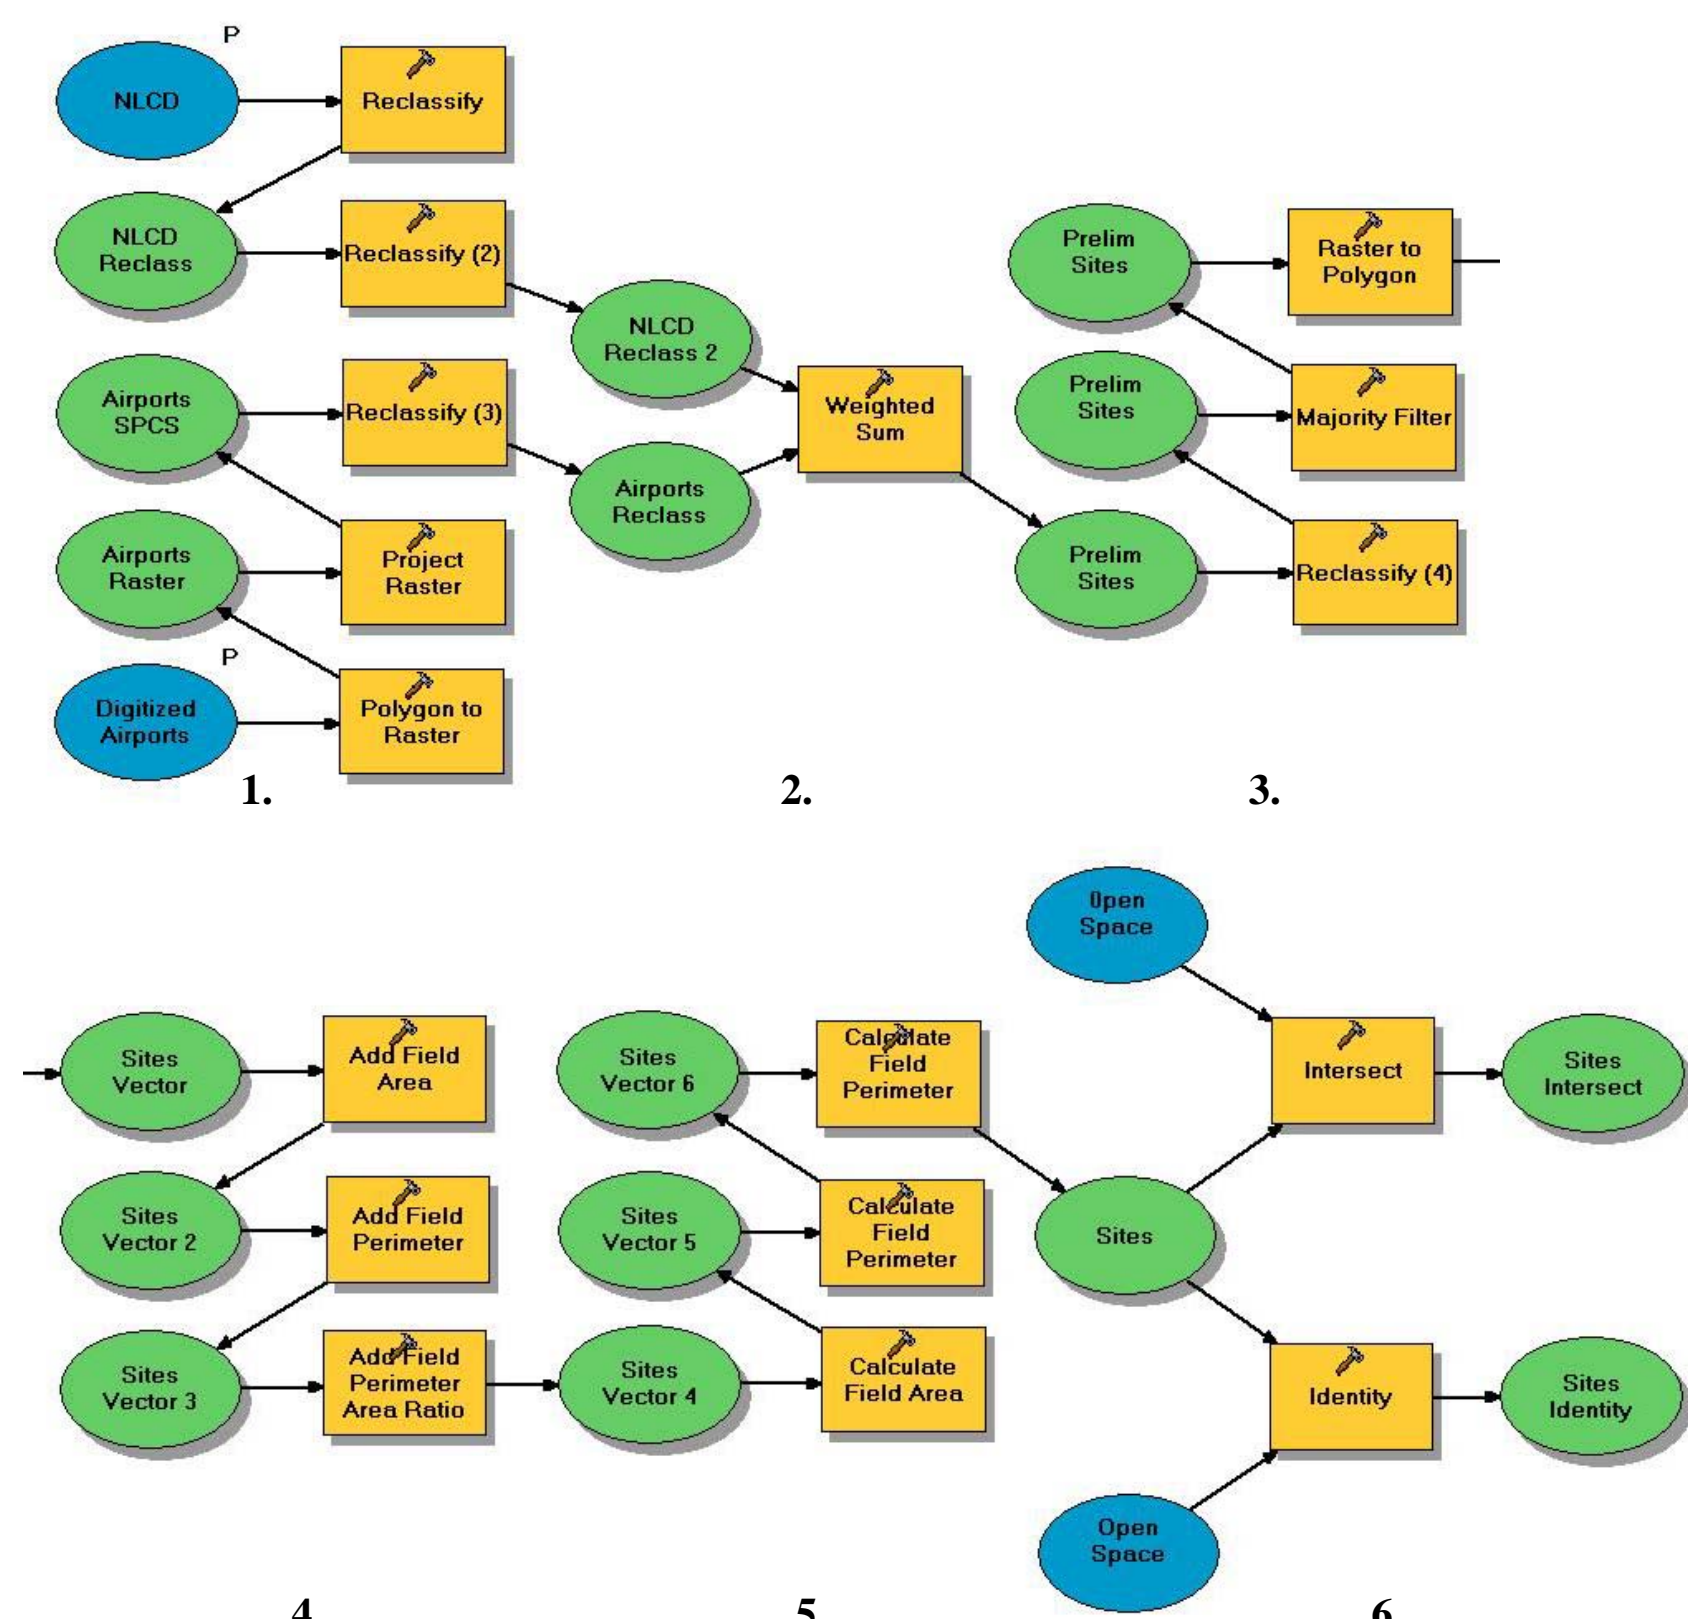 P
NLCD
Reclassify
NLCD
Reclass
Reclassify (2)
NLCD
Reclass 2
Airports
SPCS
Reclassify (3)
Airports
Reclass
Weighted
Sum
Airports
Raster
Project
Raster
P
Digitized
Airports
Polygon to
Raster
Prelim
Sites
Raster to
Polygon
Prelim
Sites
Majority Filter
Prelim
Sites
Reclassify (4)
1.
2.
3.
Sites
Vector
Add Field
Area
Sites
Vector 2
Add Field
Perimeter
Sites
Vector 3
Add Field
Perimeter
Area Ratio
Sites
Vector 6
Calculate
Field
Perimeter
Sites
Vector 5
Calculate
Field
Perimeter
Sites
Vector 4
Calculate
Field Area
Open
Space
Intersect
Sites
Intersect
Sites
Identity
Sites
Identity
Open
Space
4
5
6